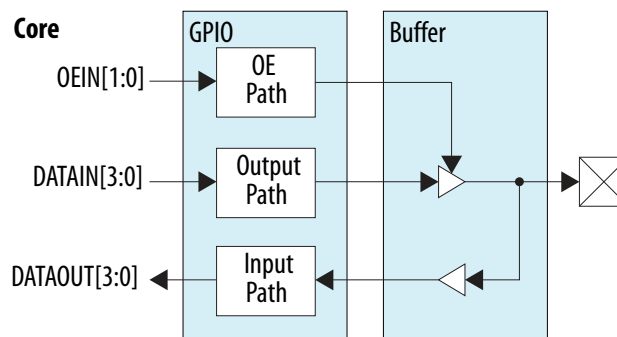 Core
GPIO
Buffer
OEIN[1:0]
OE
Path
DATAIN[3:0]
Output
Path
DATAOUT[3:0]
Input
Path